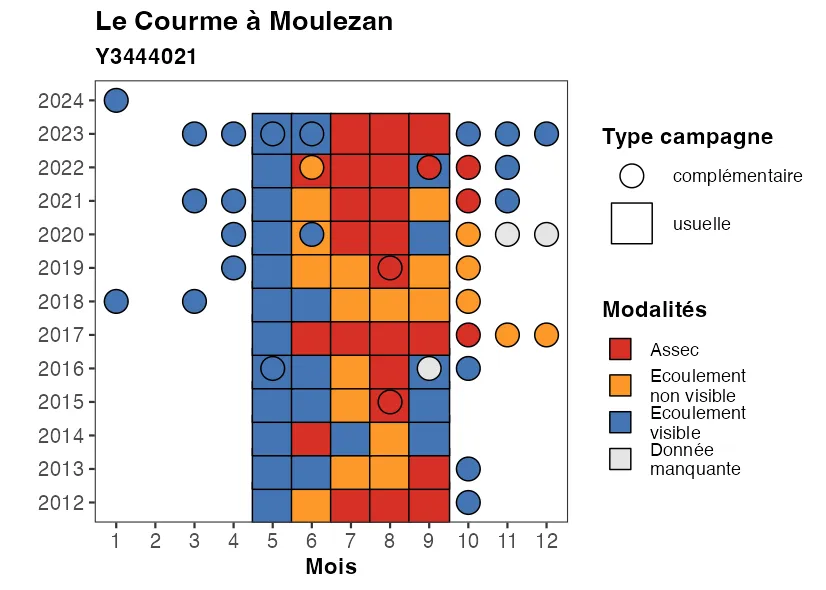 Le Courme à Moulezan
Y3444021
2024
2023
2022
2021
2020
2019
2018
2017
2016
2015
2014
2013
2012
1 2 3 4 5 6 7 8 9 10 11 12
Mois
Type campagne
complémentaire
usuelle
Modalités
Assec
Ecoulement
non visible
Ecoulement
visible
Donnée
manquante